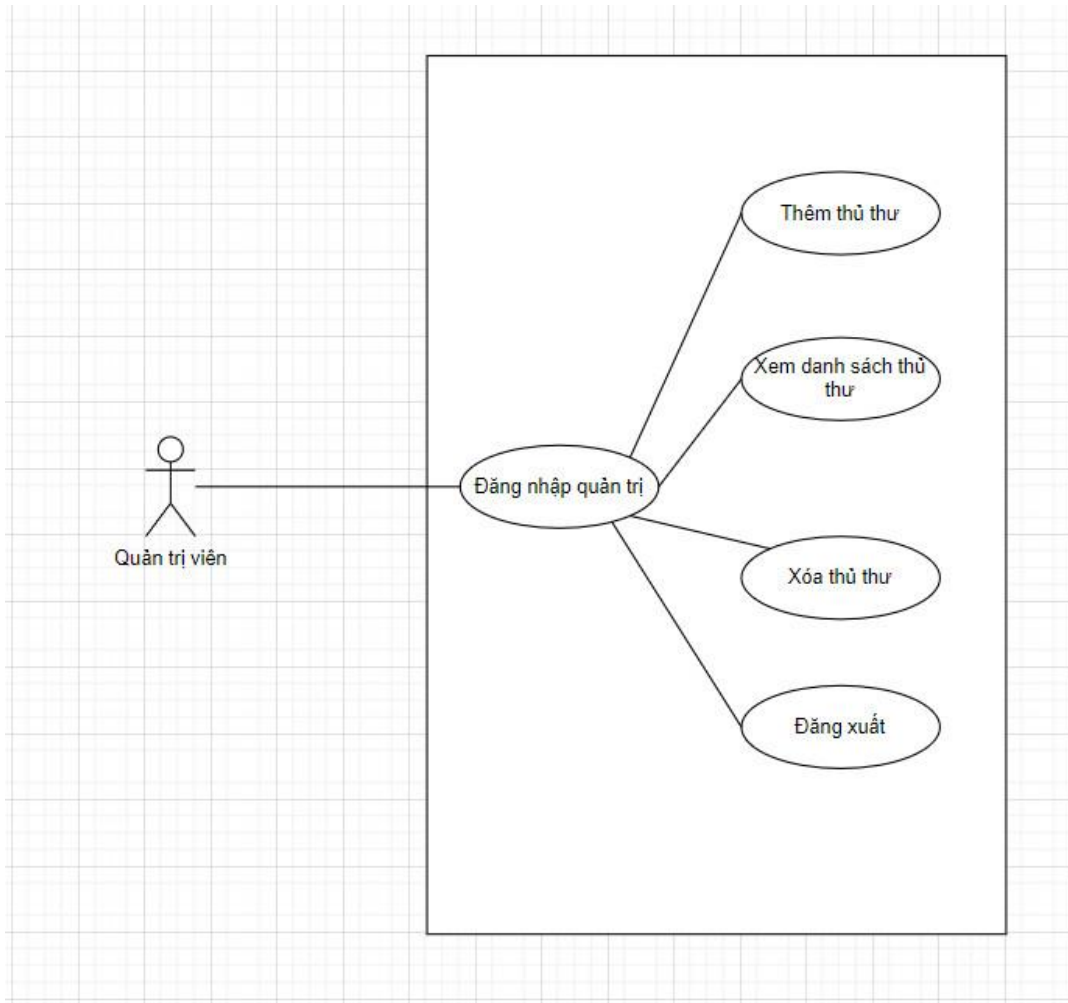 Thêm thủ thư
Xem danh sách thủ
thư
Đăng nhập quản trị
Quản trị viên
Xóa thủ thư
Đăng xuất